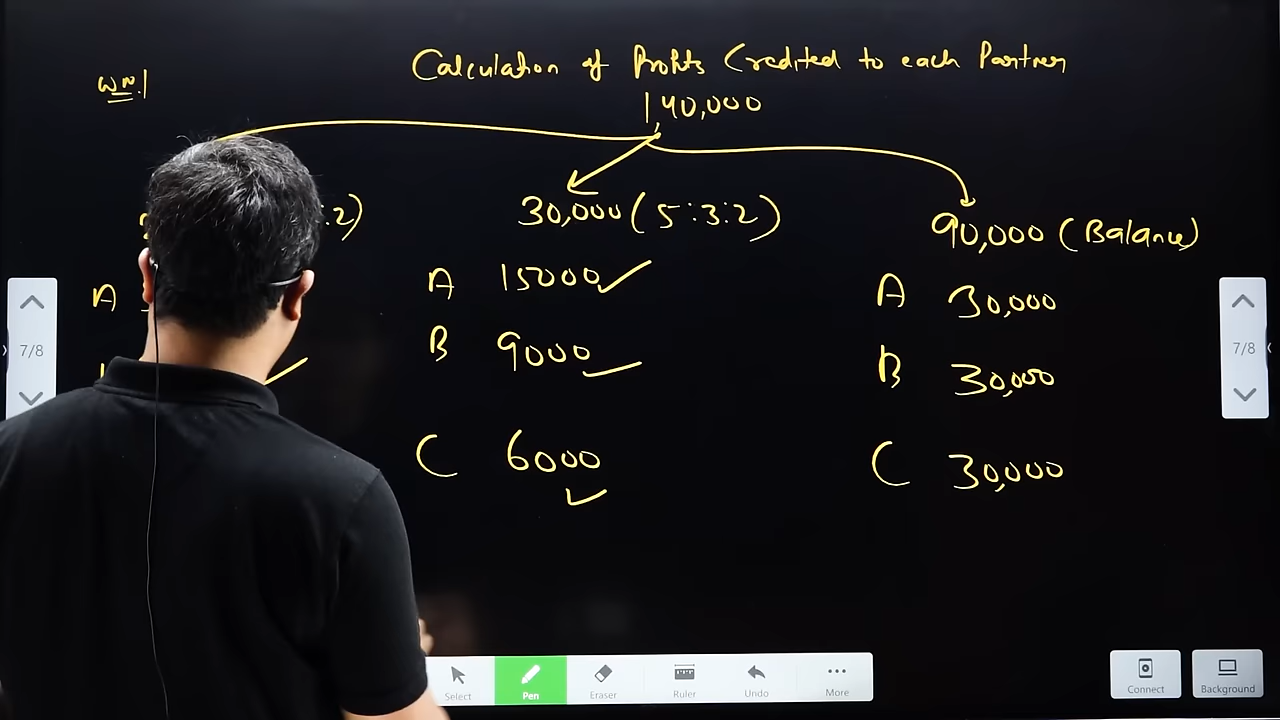 W.N.1
Calculation of Profits Credited to each Partner
1,40,000
:2)
30,000 (5:3:2)
90,000 (Balance)
A
A 15000
A 30,000
B 9000
B 30,000
C 6000
C 30,000
7/8
7/8
Select
Pen
Eraser
Ruler
Undo
More
Connect
Background